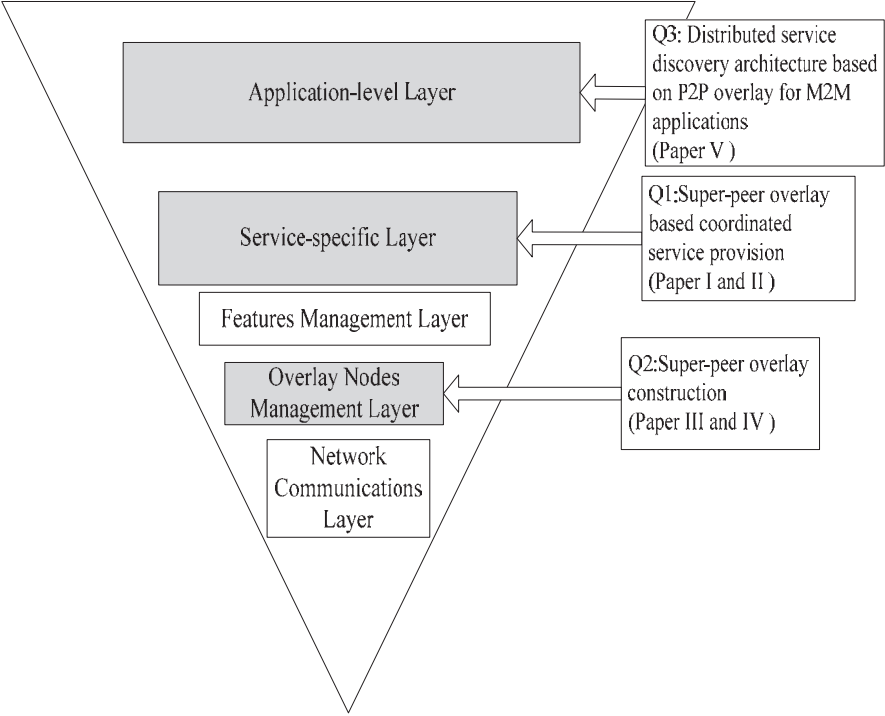 Application-level Layer
Q3: Distributed service
discovery architecture based
on P2P overlay for M2M
applications
(Paper V )
Service-specific Layer
Q1:Super-peer overlay
based coordinated
service provision
(Paper I and II )
Features Management Layer
Overlay Nodes
Management Layer
Q2:Super-peer overlay
construction
(Paper III and IV )
Network
Communications
Layer